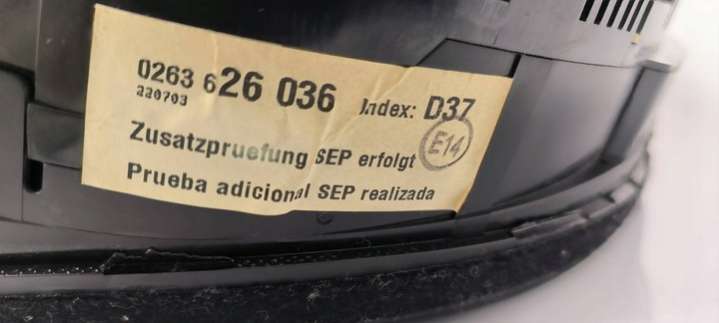 0263 626 036 Index: D37
220703
Zusatzpruefung SEP erfolgt
E14
Prueba adicional SEP realizada